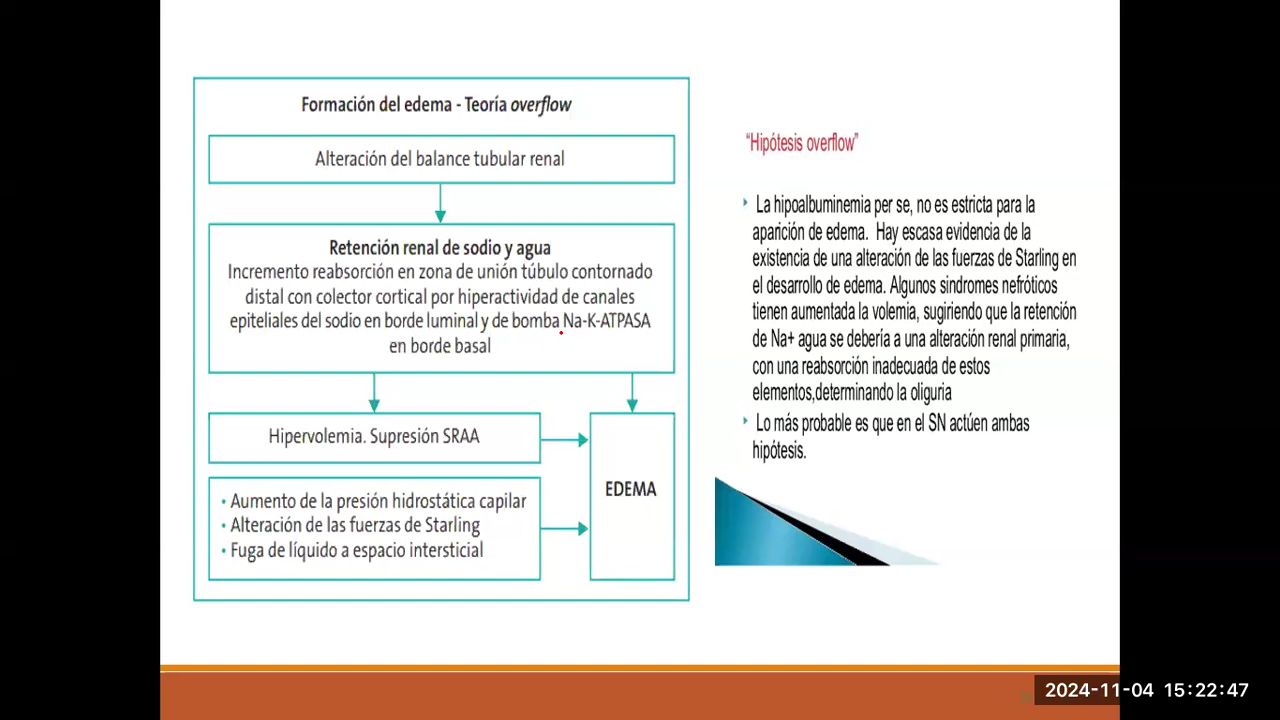 Formación del edema - Teoría overflow
Alteración del balance tubular renal
Retención renal de sodio y agua
Incremento reabsorción en zona de unión túbulo contornado
distal con colector cortical por hiperactividad de canales
epiteliales del sodio en borde luminal y de bomba Na-K-ATPASA
en borde basal
Hipervolemia. Supresión SRAA
• Aumento de la presión hidrostática capilar
• Alteración de las fuerzas de Starling
• Fuga de líquido a espacio intersticial
EDEMA
“Hipótesis overflow”
La hipoalbuminemia per se, no es estricta para la
aparición de edema. Hay escasa evidencia de la
existencia de una alteración de las fuerzas de Starling en
el desarrollo de edema. Algunos sindromes nefróticos
tienen aumentada la volemia, sugiriendo que la retención
de Na+ agua se debería a una alteración renal primaria,
con una reabsorción inadecuada de estos
elementos,determinando la oliguria
Lo más probable es que en el SN actúen ambas
hipótesis.
2024-11-04 15:22:47